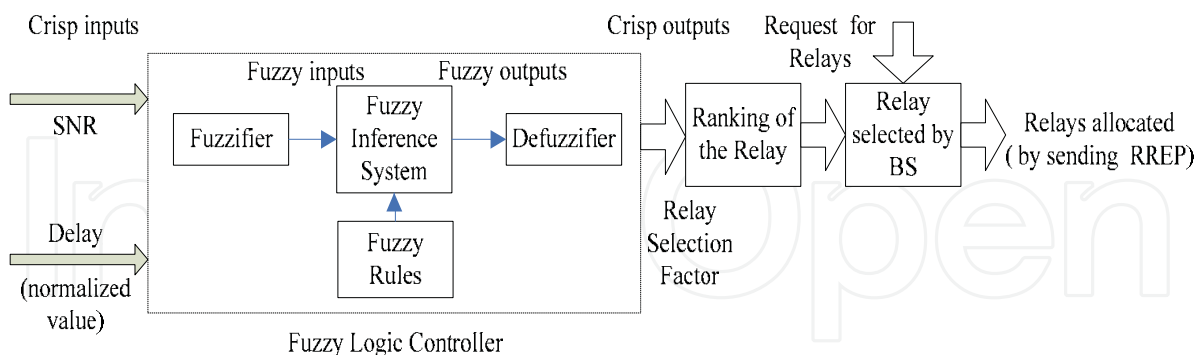 Crisp inputs
Crisp outputs
Request for
Relays
Fuzzy inputs
Fuzzy outputs
SNR
Fuzzifier
Fuzzy
Inference
System
Defuzzifier
Ranking of
the Relay
Relay
selected by
BS
Relays allocated
( by sending RREP)
Delay
(normalized
value)
Fuzzy
Rules
Relay
Selection
Factor
Fuzzy Logic Controller
In
Open